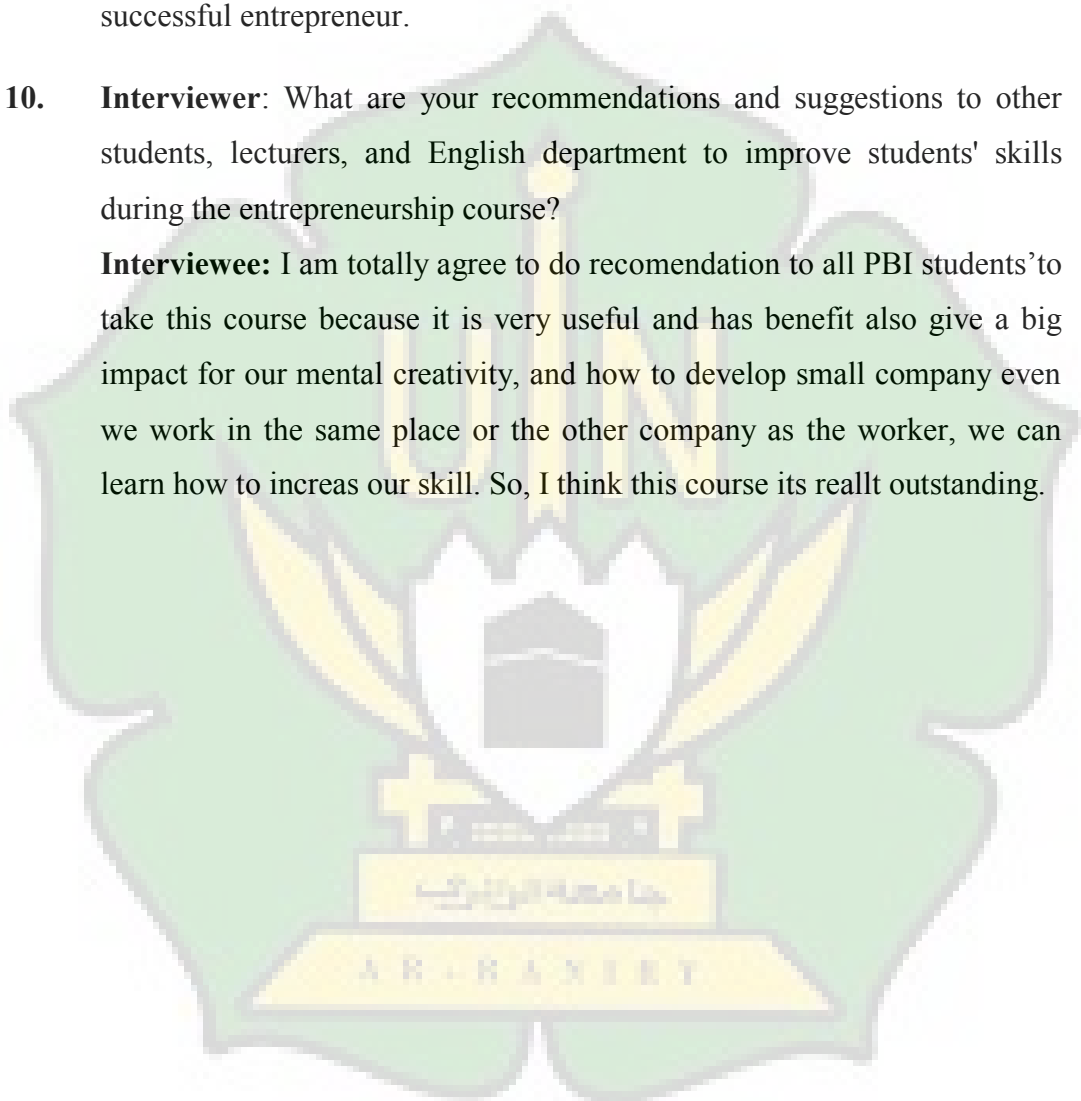 successful entrepreneur.
10. Interviewer: What are your recommendations and suggestions to other
students, lecturers, and English department to improve students' skills
during the entrepreneurship course?
Interviewee: I am totally agree to do recomendation to all PBI students'to
take this course because it is very useful and has benefit also give a big
impact for our mental creativity, and how to develop small company even
we work in the same place or the other company as the worker, we can
learn how to increas our skill. So, I think this course its reallt outstanding.
UIN
جامعة الرانري
AR-RANIRY